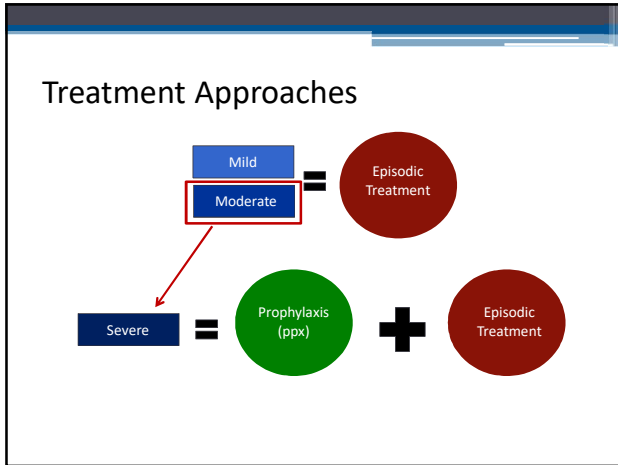 Treatment Approaches
Mild
Moderate
Episodic
Treatment
Severe
Prophylaxis
(ppx)
Episodic
Treatment